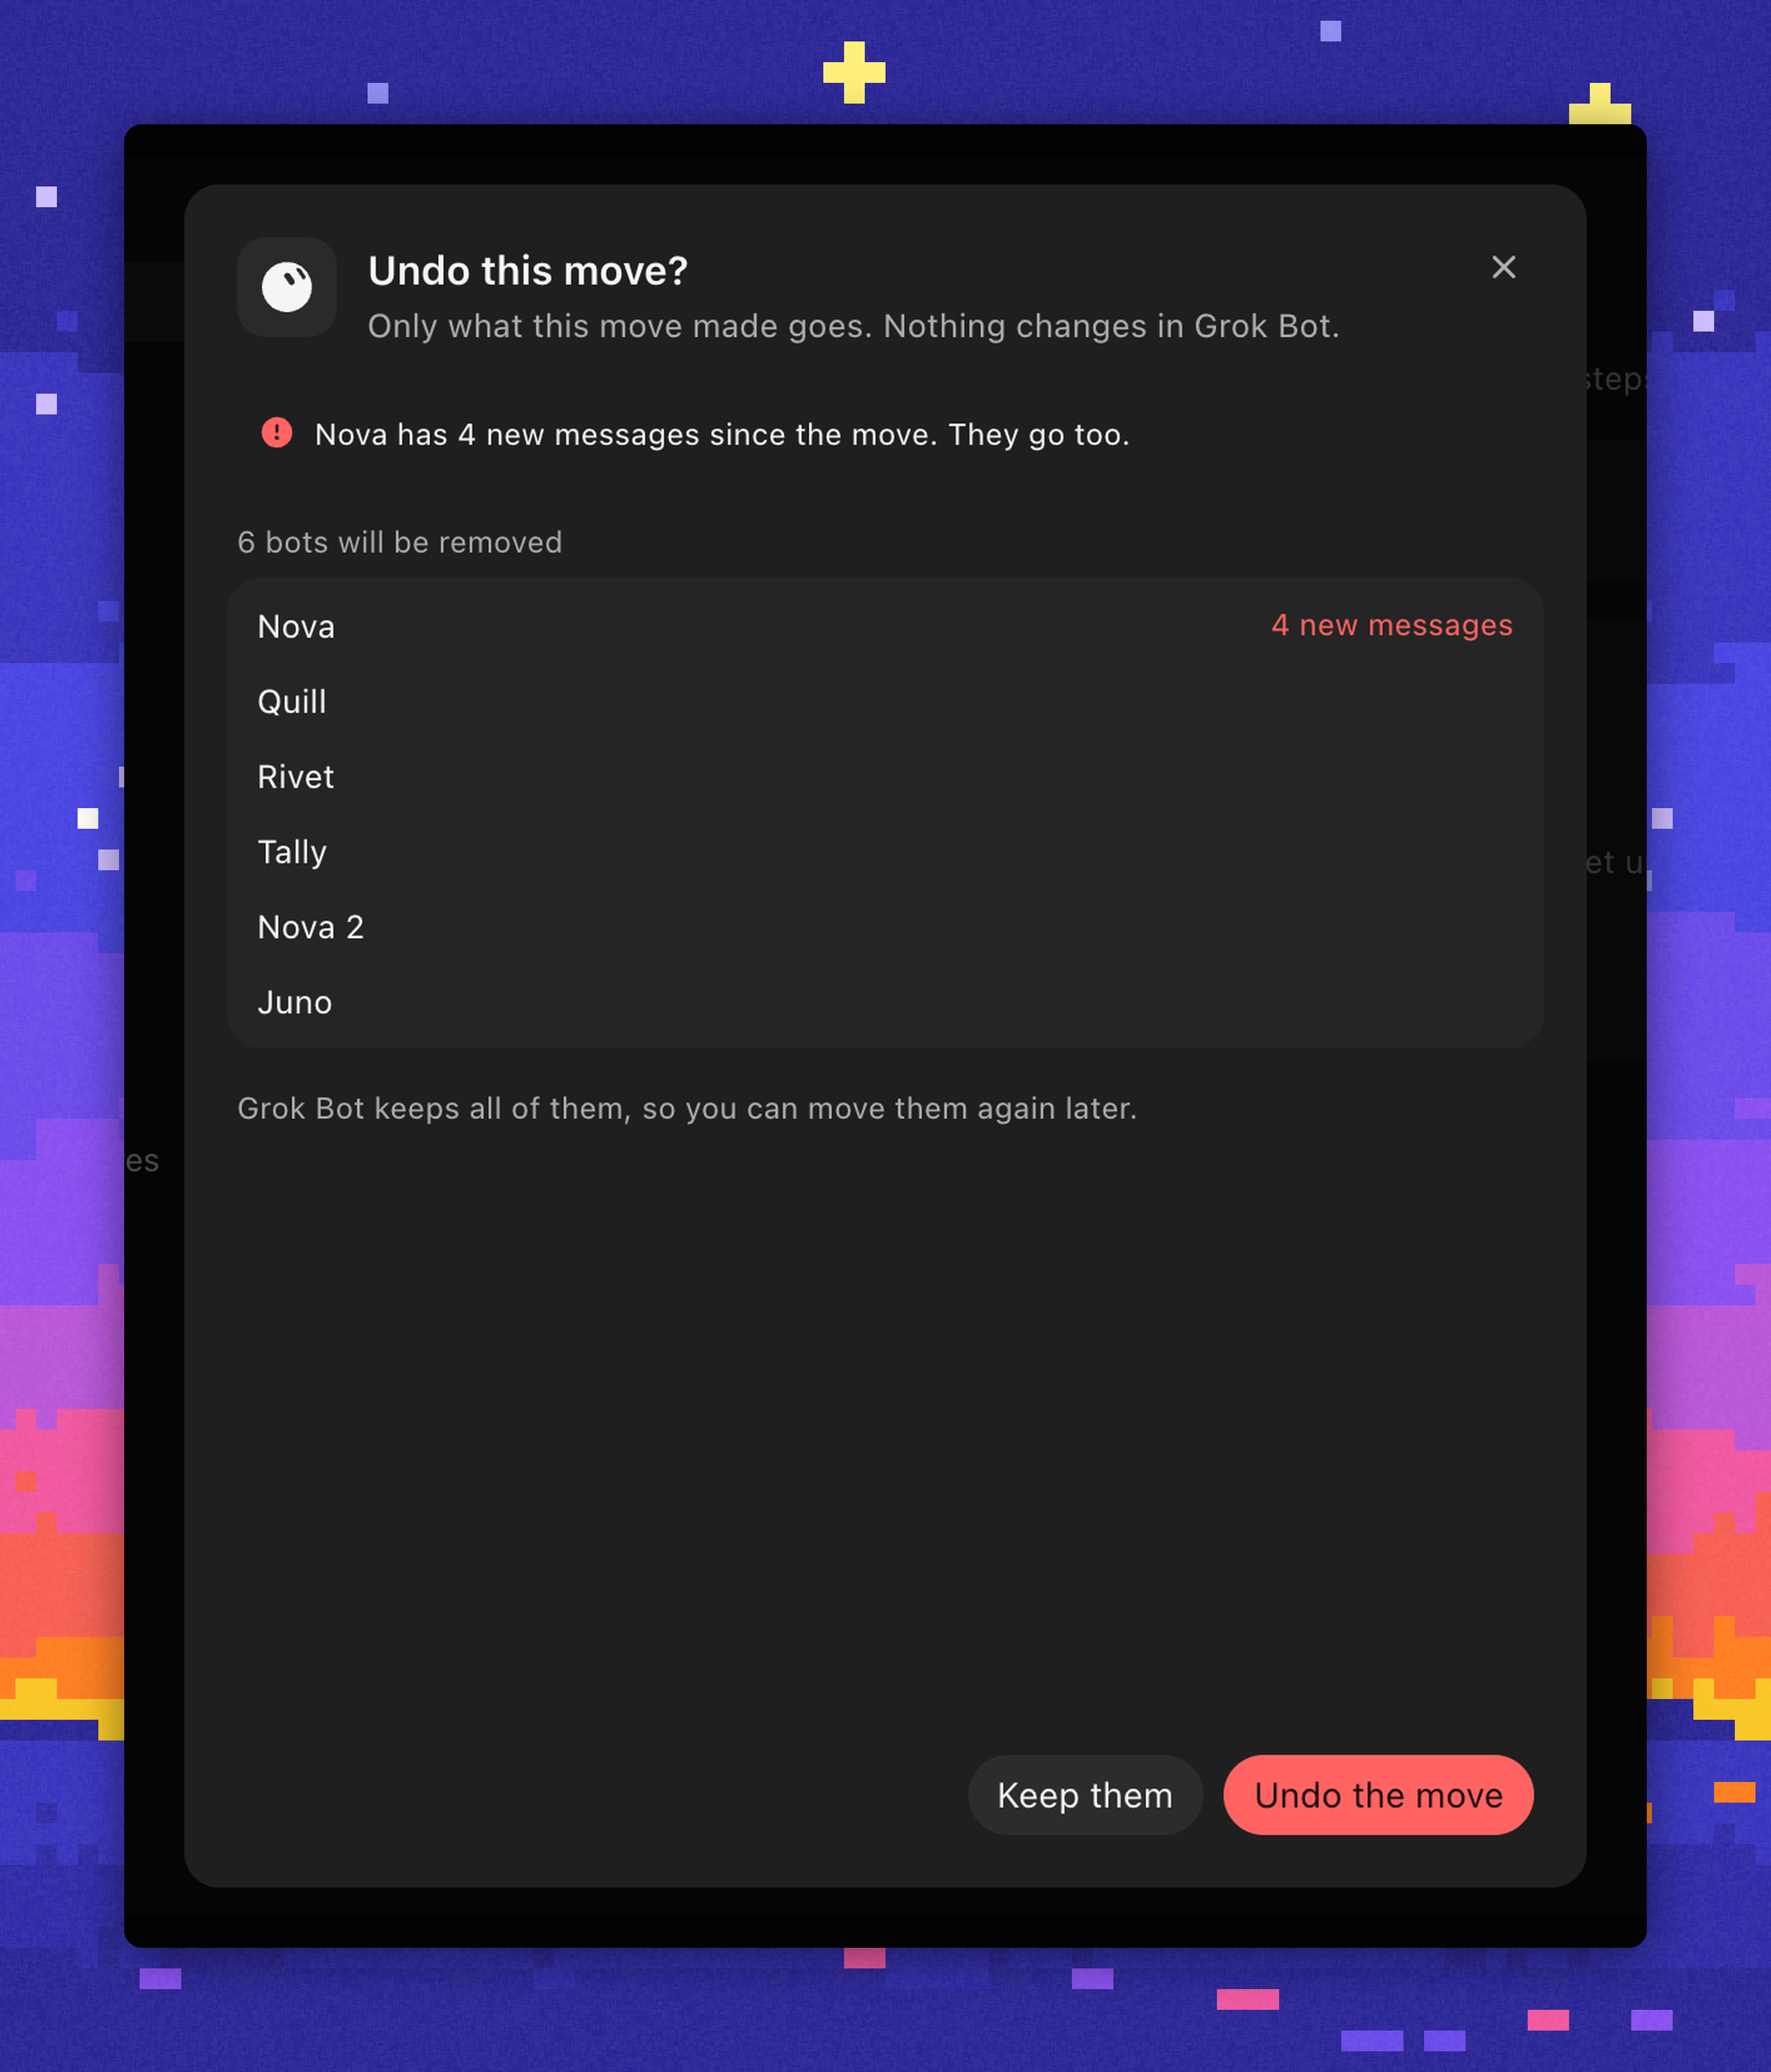 Undo this move?
Only what this move made goes. Nothing changes in Grok Bot.
Nova has 4 new messages since the move. They go too.
6 bots will be removed
Nova 4 new messages
Quill
Rivet
Tally
Nova 2
Juno
Grok Bot keeps all of them, so you can move them again later.
Keep them Undo the move